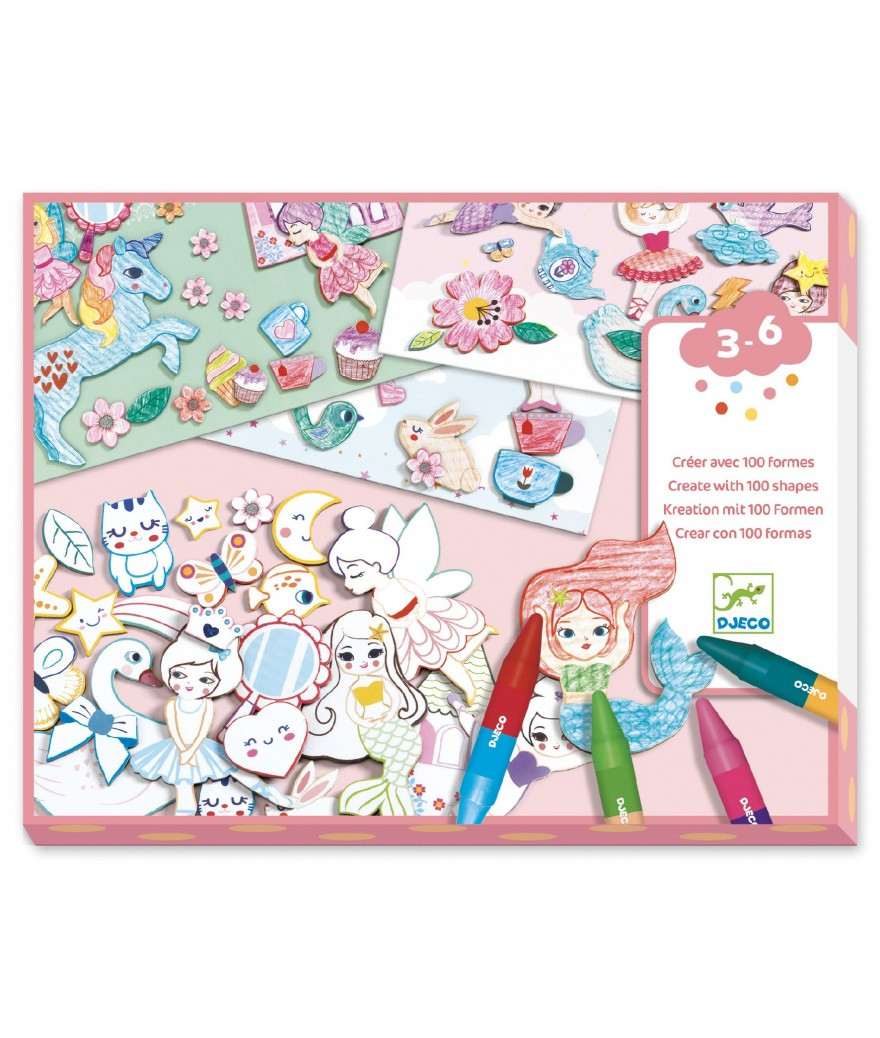 3-6
Créer avec 100 formes
Create with 100 shapes
Kreation mit 100 Formen
Crear con 100 formas
DJECO
DJECO
DJECO
DJECO
DJECO